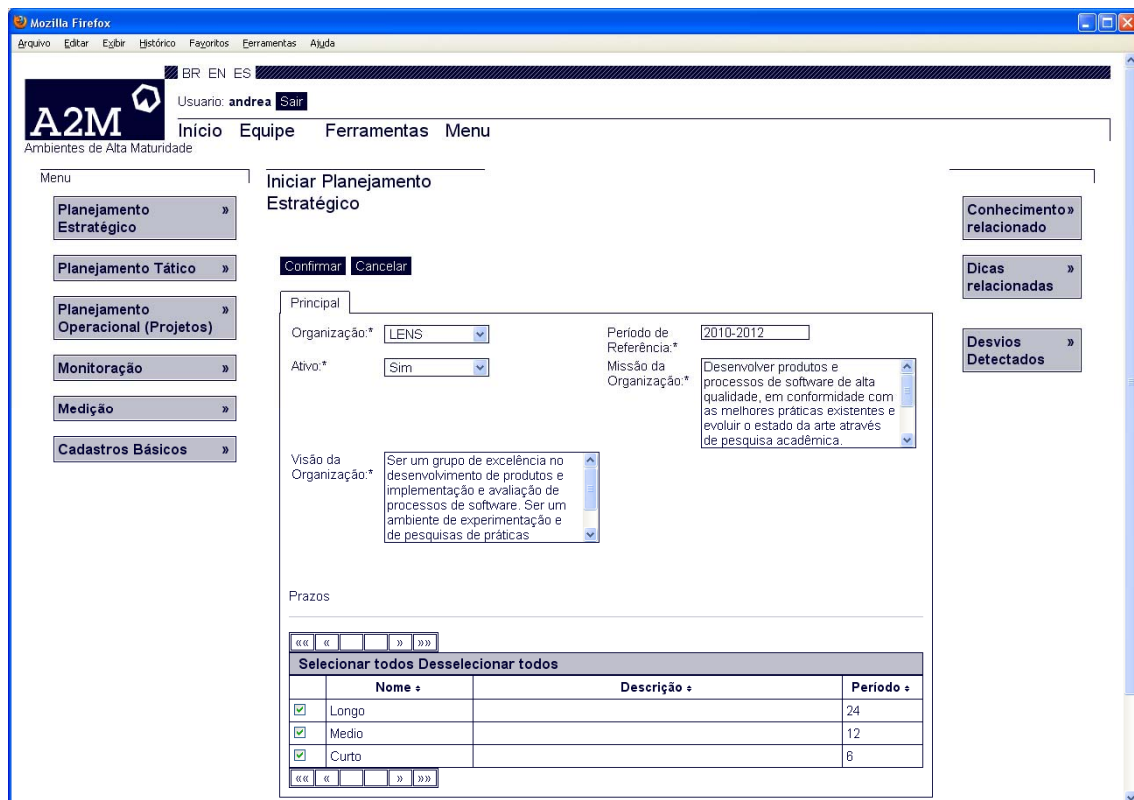 Mozilla Firefox
Arquivo Editar Exibir Histórico Favoritos Ferramentas Ajuda
BR EN ES
Usuario: andrea Sair
A2M
Início Equipe Ferramentas Menu
Ambientes de Alta Maturidade
Menu
Planejamento »
Estratégico
Planejamento Tático »
Planejamento »
Operacional (Projetos)
Monitoração »
Medição »
Cadastros Básicos »
Iniciar Planejamento
Estratégico
Confirmar Cancelar
Principal
Organização:* LENS
Período de
Referência:*
2010-2012
Ativo:* Sim
Missão da
Organização:*
Desenvolver produtos e
processos de software de alta
qualidade, em conformidade com
as melhores práticas existentes e
evoluir o estado da arte através
de pesquisa acadêmica.
Visão da
Organização:*
Ser um grupo de excelência no
desenvolvimento de produtos e
implementação e avaliação de
processos de software. Ser um
ambiente de experimentação e
de pesquisas de práticas
Prazos
«« « » »»
Selecionar todos Desselecionar todos
Nome Descrição Período
Longo 24
Medio 12
Curto 6
«« « » »»
Conhecimento»
relacionado
Dicas »
relacionadas
Desvios »
Detectados